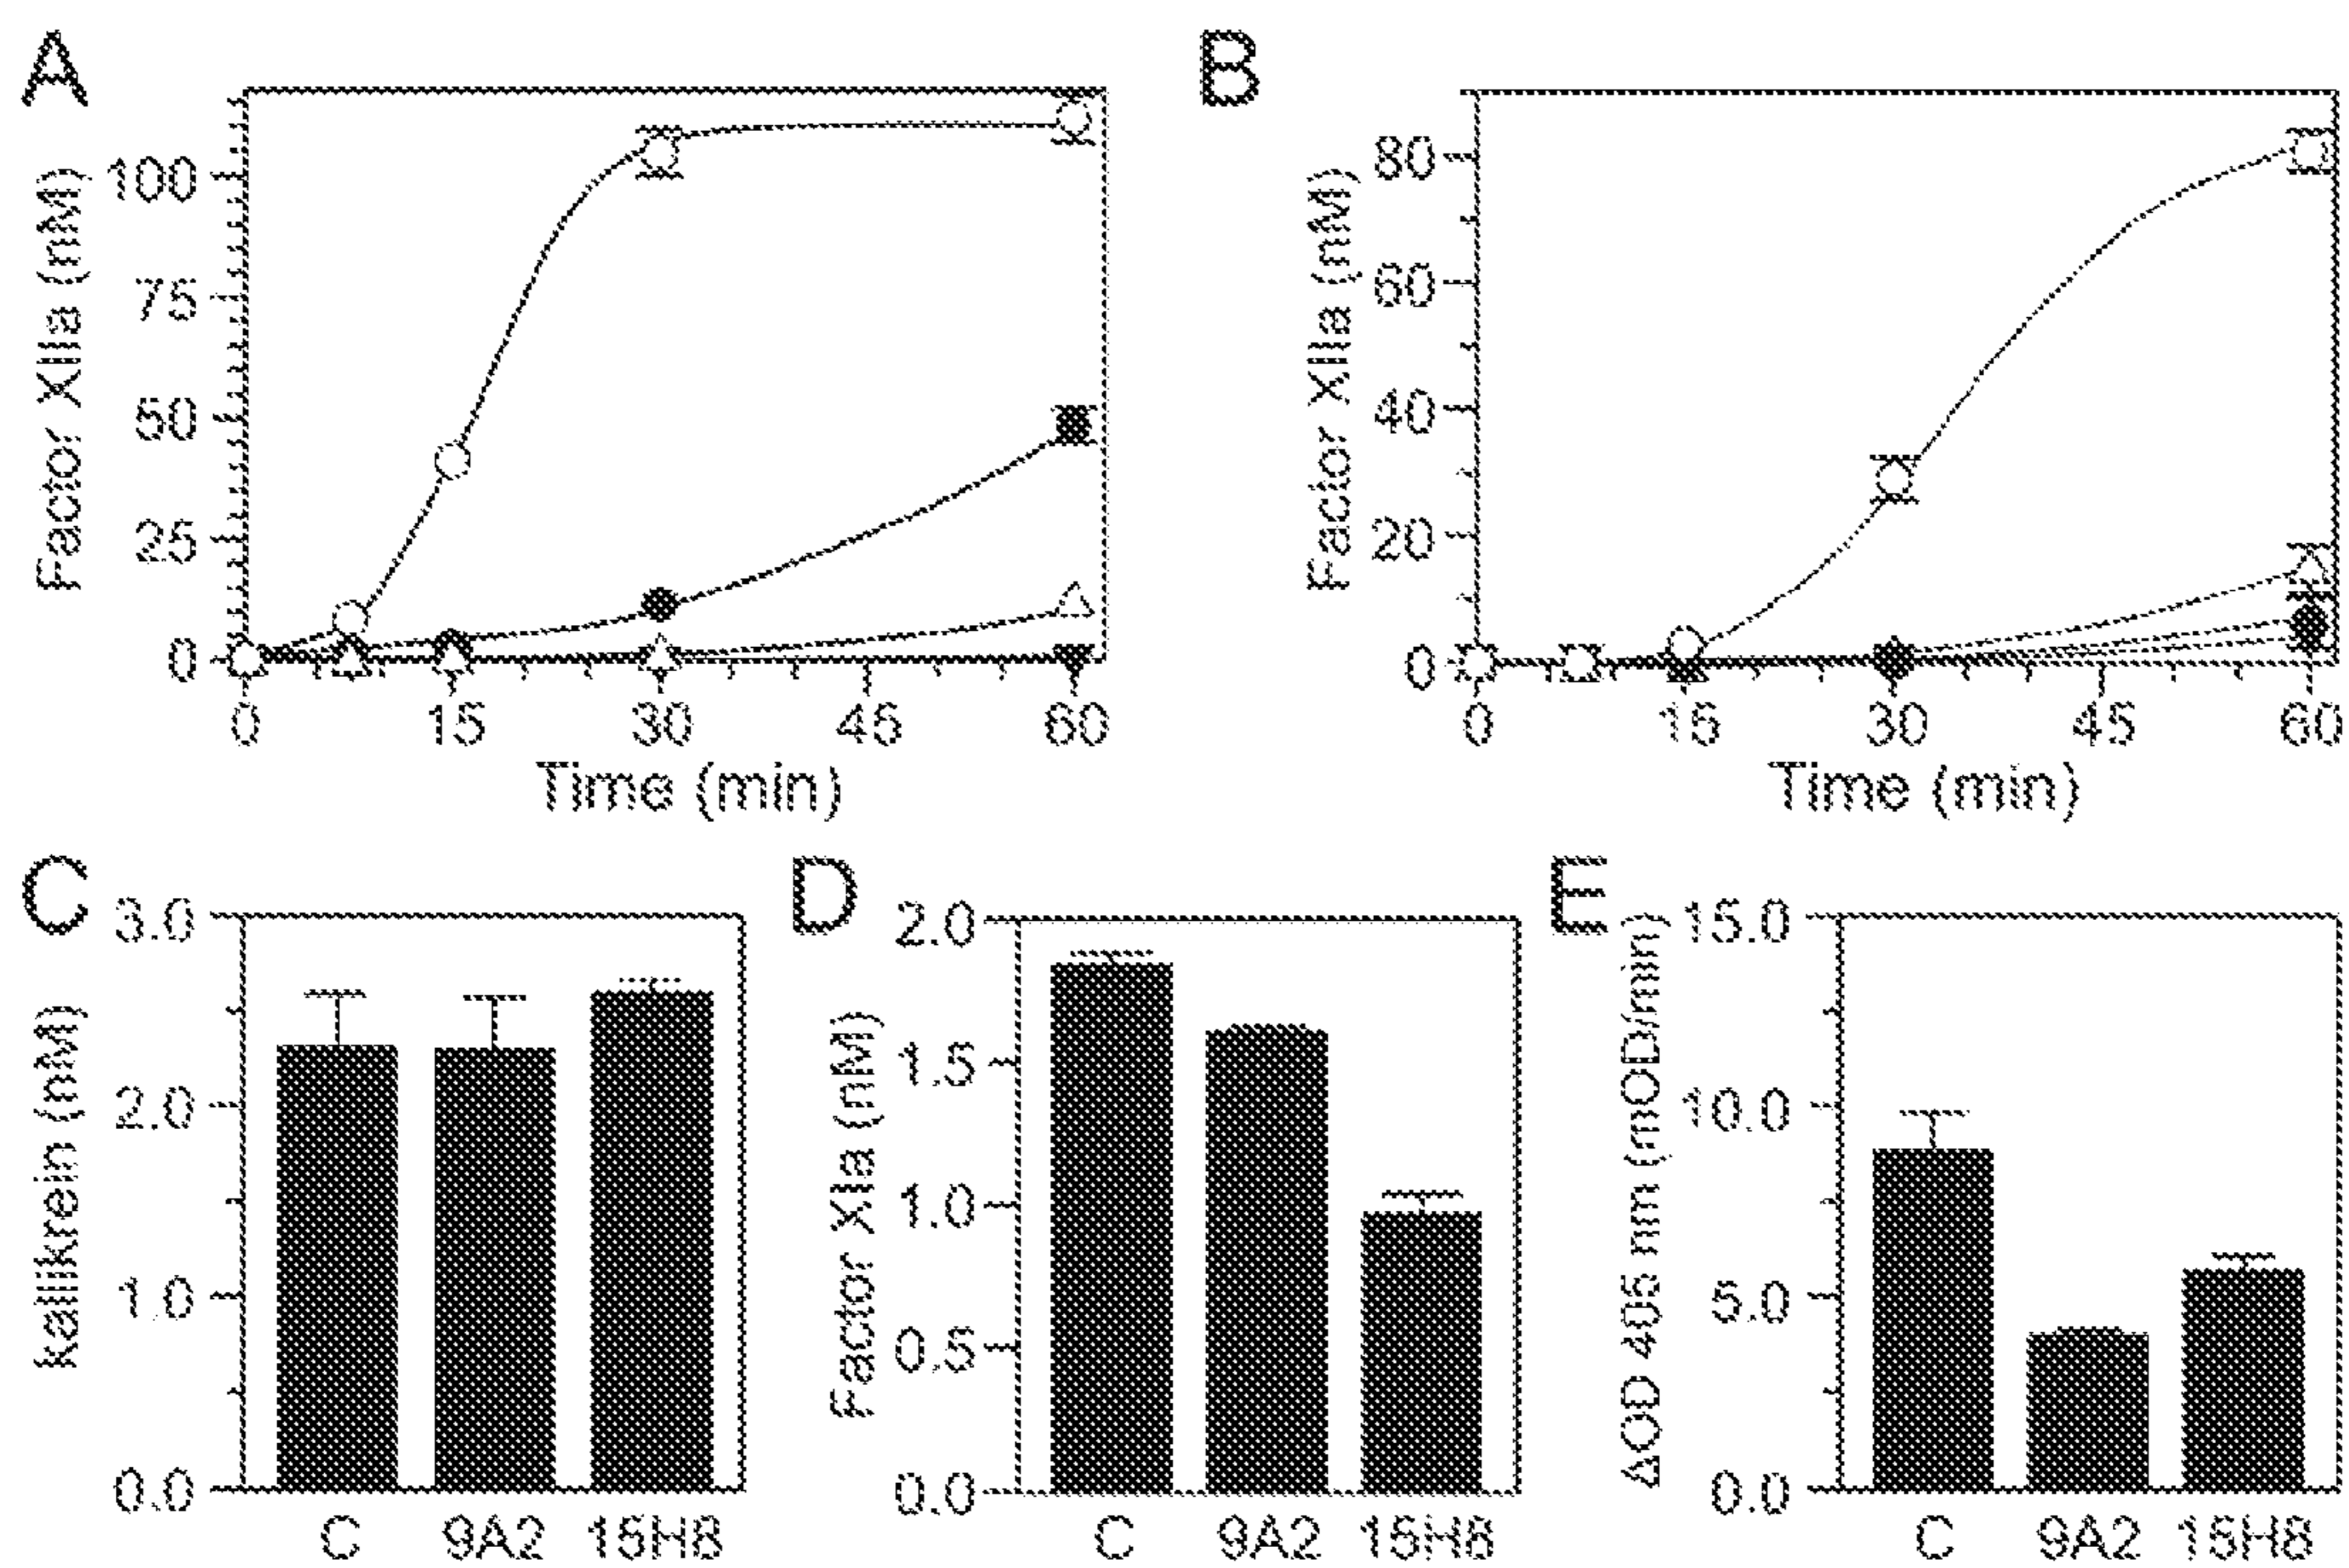 A
Factor XIIa (nM)
100
75
50
25
0
0 15 30 45 60
Time (min)
B
Factor XIIa (nM)
80
60
40
20
0
0 15 30 45 60
Time (min)
C
kallikrein (nM)
3.0
2.0
1.0
0.0
C 9A2 15H8
D
Factor XIa (nM)
2.0
1.5
1.0
0.5
0.0
C 9A2 15H8
E
ΔOD 405 nm (mOD/min)
15.0
10.0
5.0
0.0
C 9A2 15H8